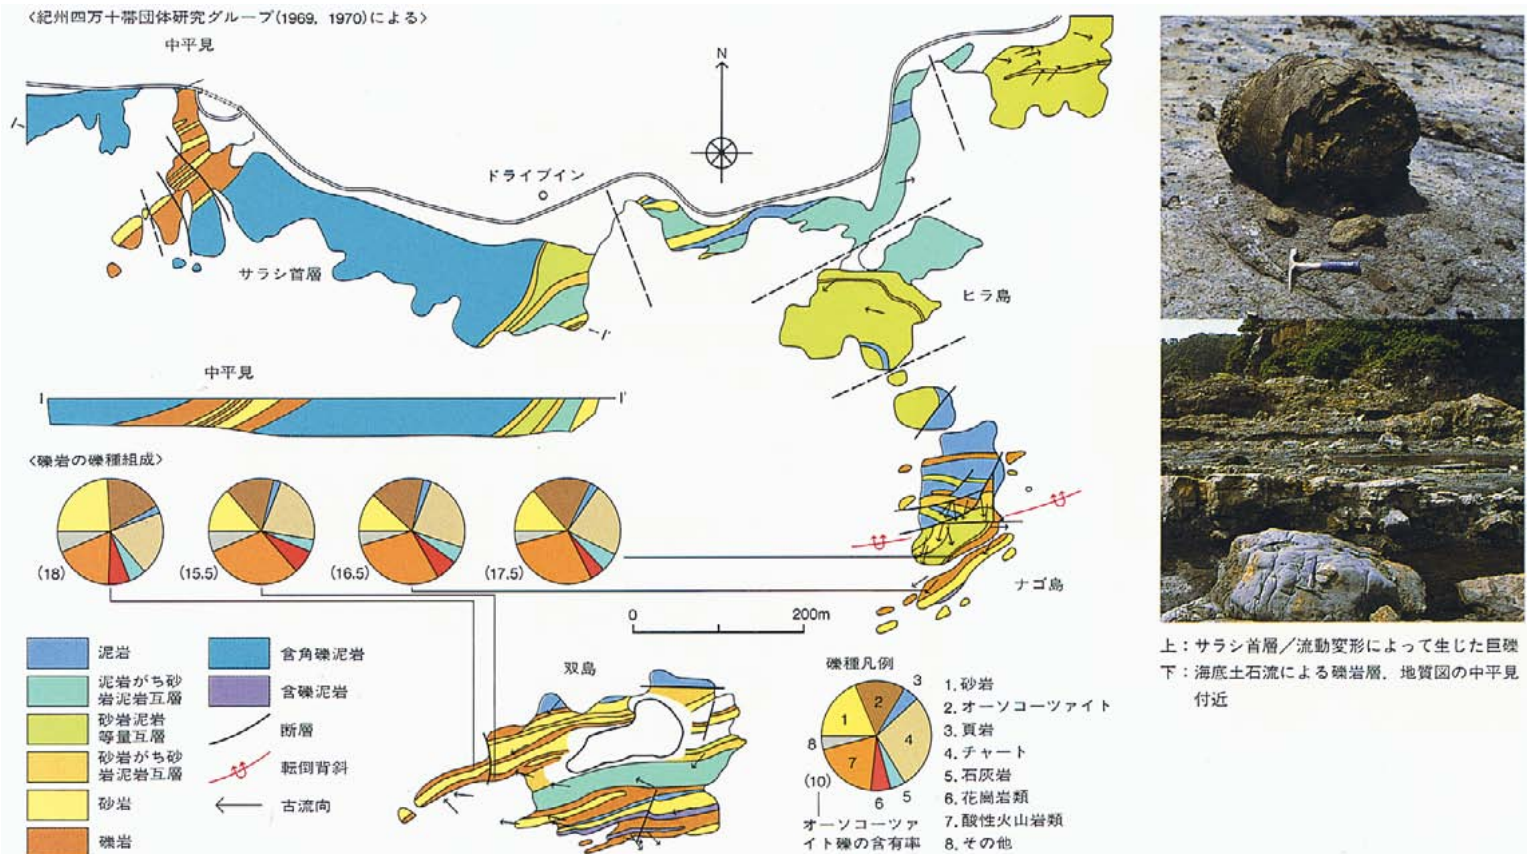 〈紀州四万十帯団体研究グループ(1969, 1970)による〉
中平見
N
ドライブイン
サラシ首層
ヒラ島
中平見
I
I'
〈礫岩の礫種組成〉
(18)
(15.5)
(16.5)
(17.5)
ナゴ島
0 200m
泥岩
泥岩がち砂
岩泥岩互層
砂岩泥岩
等量互層
砂岩がち砂
岩泥岩互層
砂岩
礫岩
含角礫泥岩
含礫泥岩
断層
転倒背斜
古流向
双島
礫種凡例
1
2
3
4
5
6
7
8
(10)
オーソコーツァ
イト礫の含有率
1. 砂岩
2. オーソコーツァイト
3. 頁岩
4. チャート
5. 石灰岩
6. 花崗岩類
7. 酸性火山岩類
8. その他
上：サラシ首層／流動変形によって生じた巨礫
下：海底土石流による礫岩層、地質図の中平見
付近